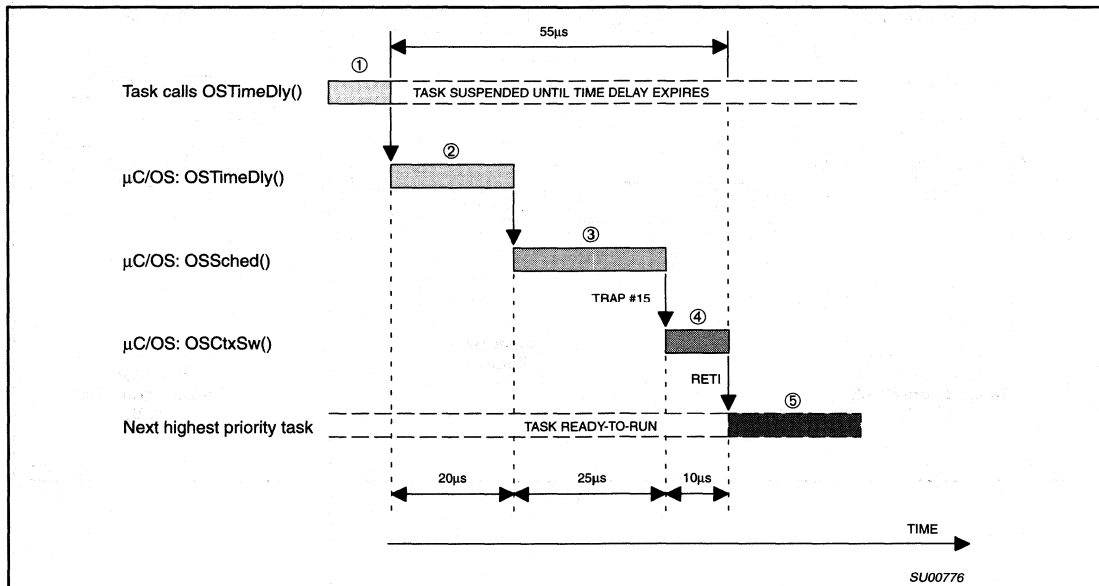 55µs
①
Task calls OSTimeDly()
TASK SUSPENDED UNTIL TIME DELAY EXPIRES
②
µC/OS: OSTimeDly()
③
µC/OS: OSSched()
TRAP #15
④
µC/OS: OSCtxSw()
RETI
⑤
Next highest priority task
TASK READY-TO-RUN
20µs 25µs 10µs
TIME
SU00776